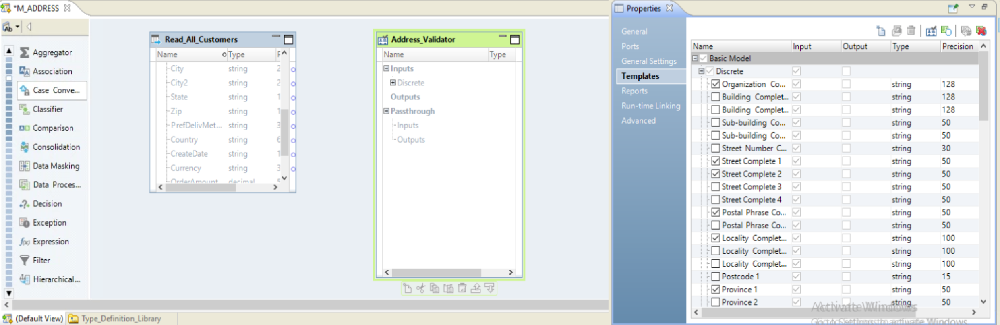 *M_ADDRESS
Ab
Aggregator
Association
Case Conve...
Classifier
Comparison
Consolidation
Data Masking
Data Proces...
Decision
Exception
f(x) Expression
Filter
Hierarchical...
Read_All_Customers
Name Type
City string 2
City2 string 2
State string 1
Zip string 1
PrefDelivMet... string 3
Country string 6
CreateDate string 1
Currency string 3
OrderAmount decimal 5
Address_Validator
Name Type
Inputs
Discrete
Outputs
Passthrough
Inputs
Outputs
(Default View) Type_Definition_Library
Properties
General
Ports
General Settings
Templates
Reports
Run-time Linking
Advanced
Name Input Output Type Precision
Basic Model
Discrete
Organization Co... string 128
Building Complet... string 128
Building Complet... string 128
Sub-building Co... string 50
Sub-building Co... string 50
Street Number C... string 30
Street Complete 1 string 50
Street Complete 2 string 50
Street Complete 3 string 50
Street Complete 4 string 50
Postal Phrase Co... string 50
Postal Phrase Co... string 50
Locality Complet... string 100
Locality Complet... string 100
Locality Complet... string 100
Postcode 1 string 15
Province 1 string 50
Province 2 string 50
Activate Windows
Go to Settings to activate Windows.